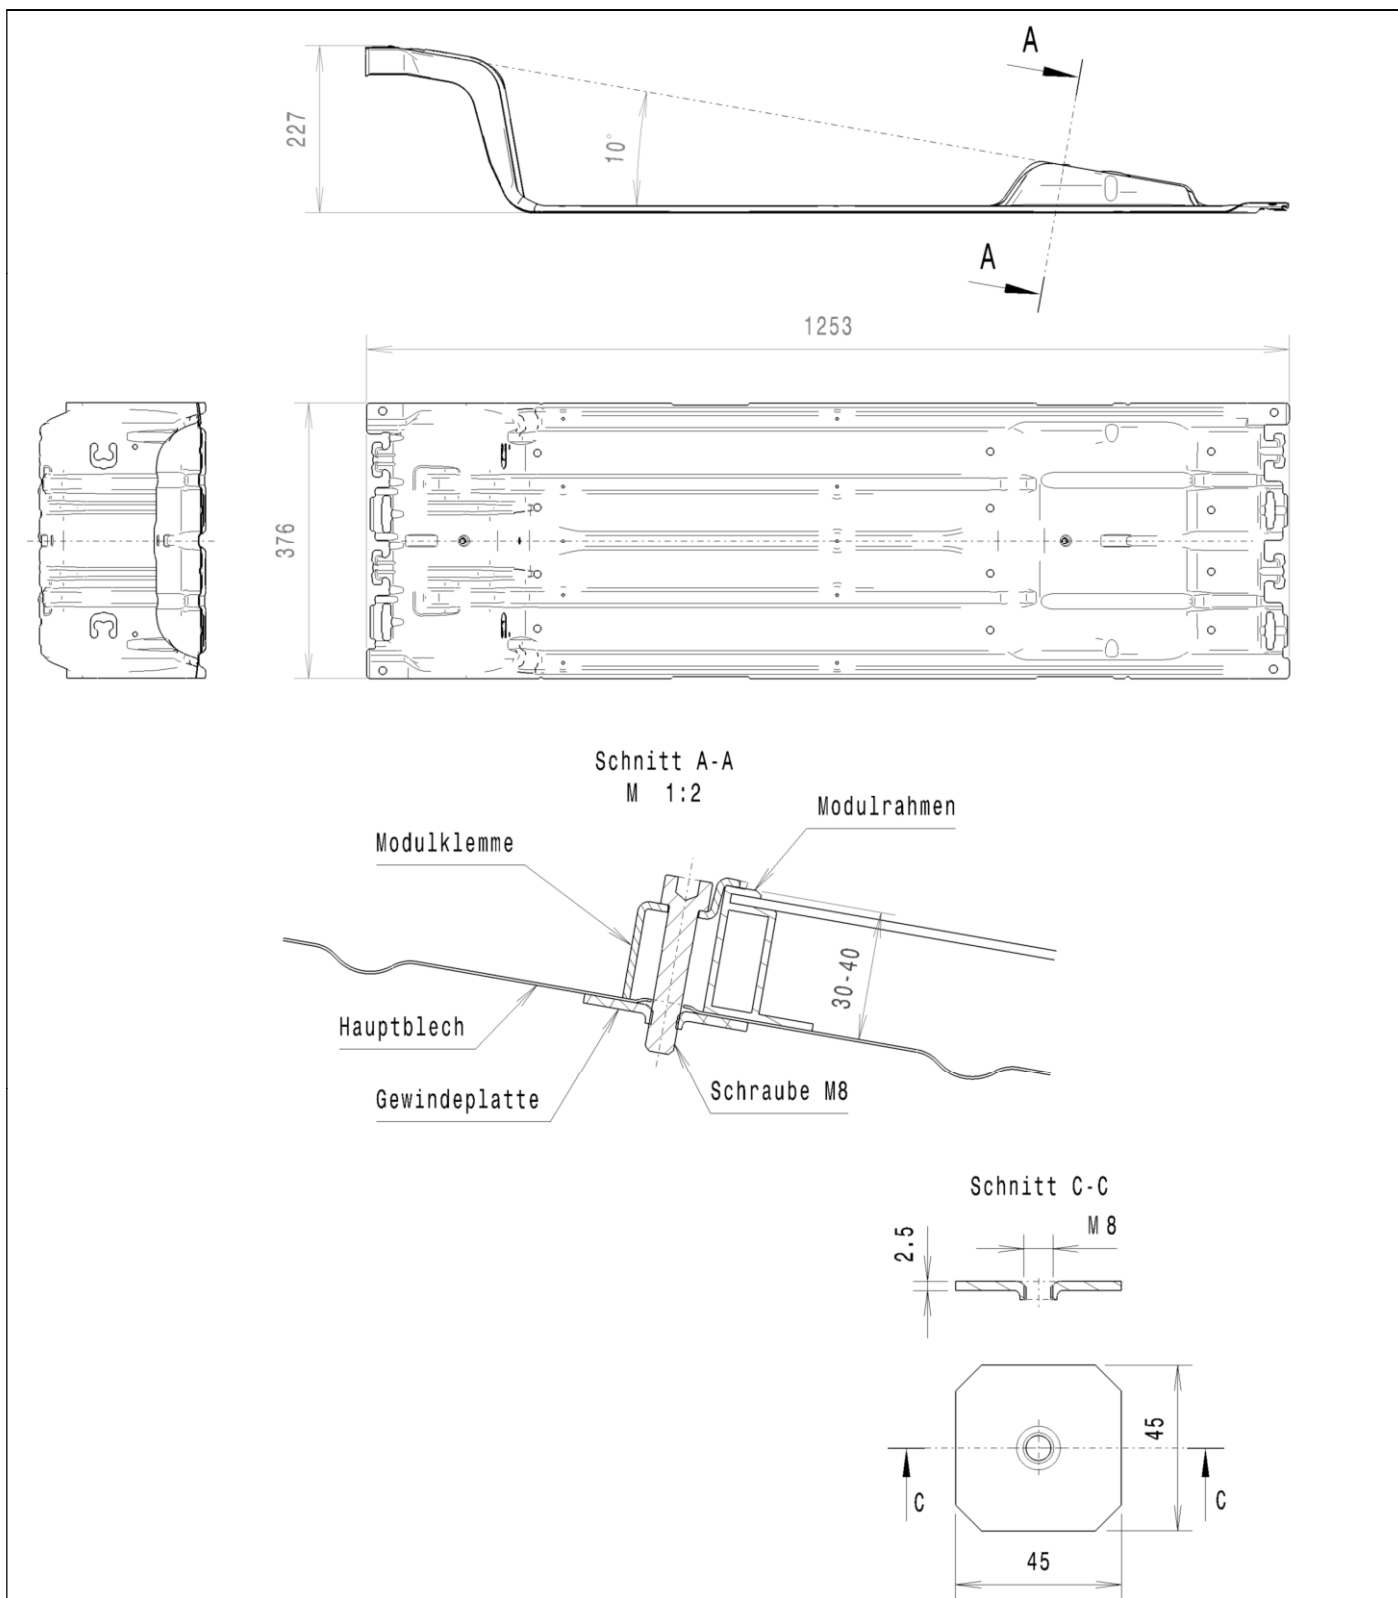 A
227
10°
A
1253
376
Schnitt A-A
M 1:2
Modulrahmen
Modulklemme
30-40
Hauptblech
Gewindeplatte
Schraube M8
Schnitt C-C
M 8
2.5
45
C
C
45